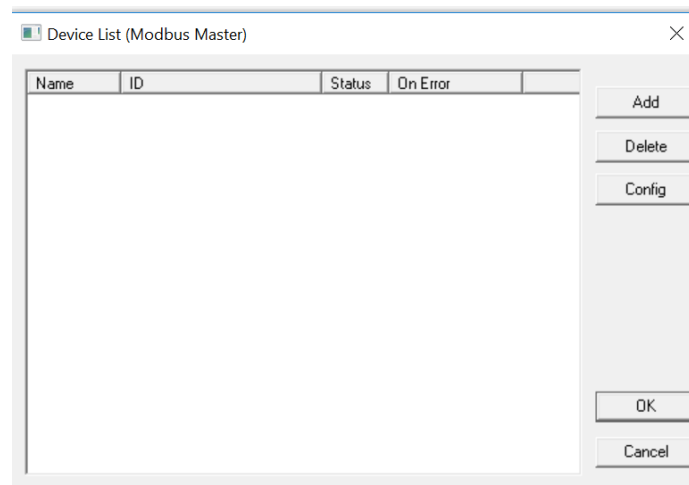 Device List (Modbus Master)
Name ID Status On Error
Add
Delete
Config
OK
Cancel